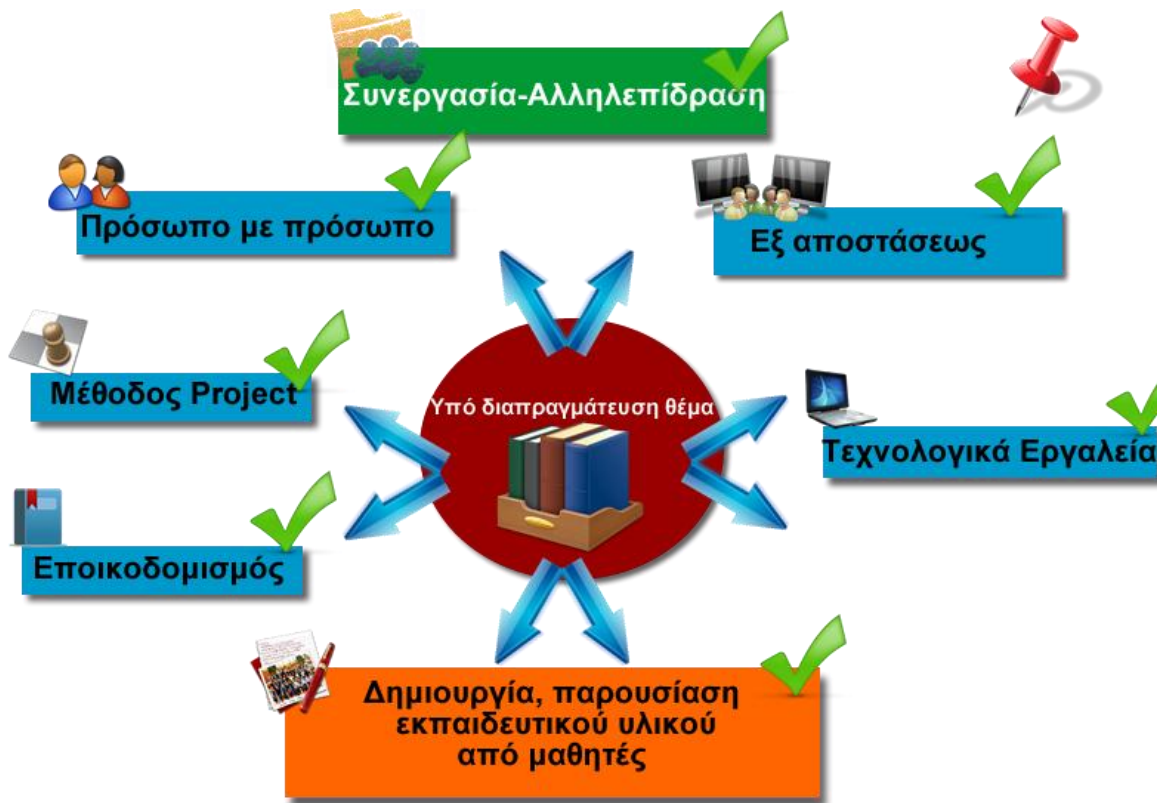 Συνεργασία-Αλληλεπίδραση
Πρόσωπο με πρόσωπο
Εξ αποστάσεως
Μέθοδος Project
Υπό διαπραγμάτευση θέμα
Τεχνολογικά Εργαλεία
Εποικοδομισμός
Δημιουργία, παρουσίαση
εκπαιδευτικού υλικού
από μαθητές